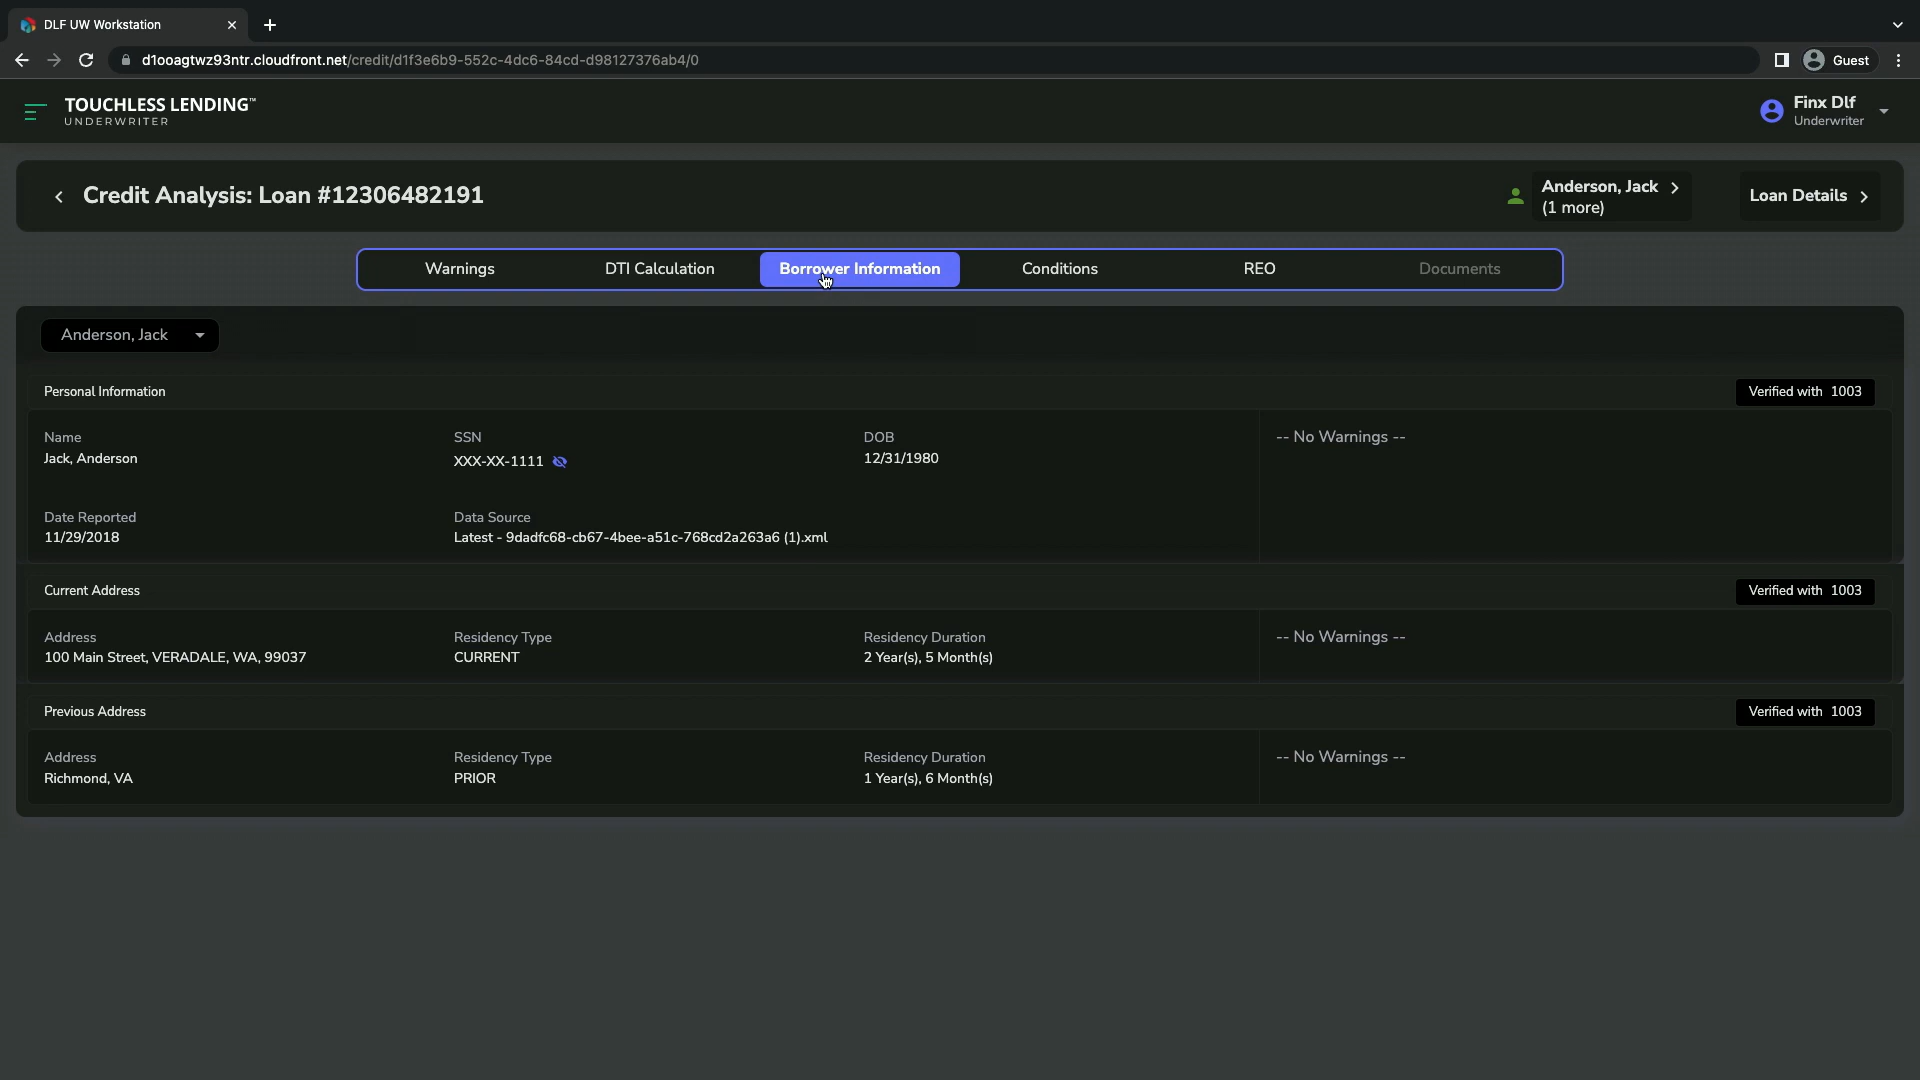 DLF UW Workstation
d1ooagtwz93ntr.cloudfront.net/credit/d1f3e6b9-552c-4dc6-84cd-d98127376ab4/0
Guest
TOUCHLESS LENDING™
UNDERWRITER
Finx Dlf
Underwriter
Credit Analysis: Loan #12306482191
Anderson, Jack
(1 more)
Loan Details
Warnings DTI Calculation Borrower Information Conditions REO Documents
Anderson, Jack
Personal Information Verified with 1003
Name SSN DOB -- No Warnings --
Jack, Anderson XXX-XX-1111 12/31/1980
Date Reported Data Source
11/29/2018 Latest - 9dadfc68-cb67-4bee-a51c-768cd2a263a6 (1).xml
Current Address Verified with 1003
Address Residency Type Residency Duration -- No Warnings --
100 Main Street, VERADALE, WA, 99037 CURRENT 2 Year(s), 5 Month(s)
Previous Address Verified with 1003
Address Residency Type Residency Duration -- No Warnings --
Richmond, VA PRIOR 1 Year(s), 6 Month(s)